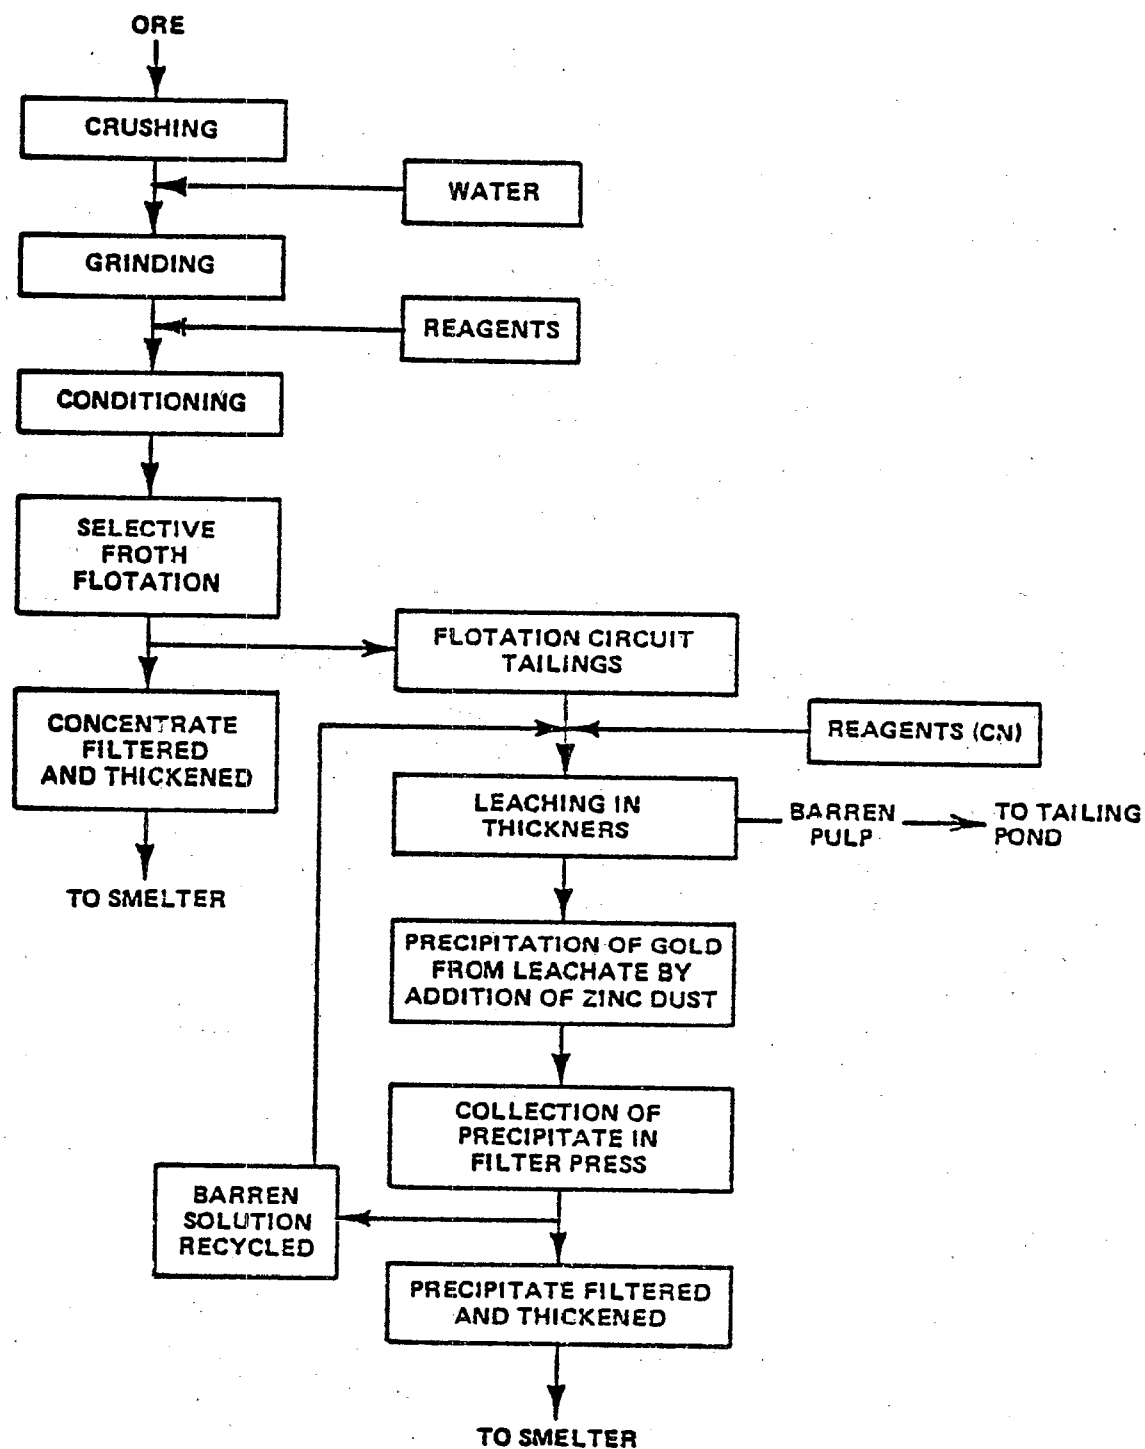 ORE
CRUSHING
WATER
GRINDING
REAGENTS
CONDITIONING
SELECTIVE
FROTH
FLOTATION
FLOTATION CIRCUIT
TAILINGS
CONCENTRATE
FILTERED
AND THICKENED
TO SMELTER
REAGENTS (CN)
LEACHING IN
THICKNERS
BARREN
PULP
TO TAILING
POND
PRECIPITATION OF GOLD
FROM LEACHATE BY
ADDITION OF ZINC DUST
COLLECTION OF
PRECIPITATE IN
FILTER PRESS
BARREN
SOLUTION
RECYCLED
PRECIPITATE FILTERED
AND THICKENED
TO SMELTER